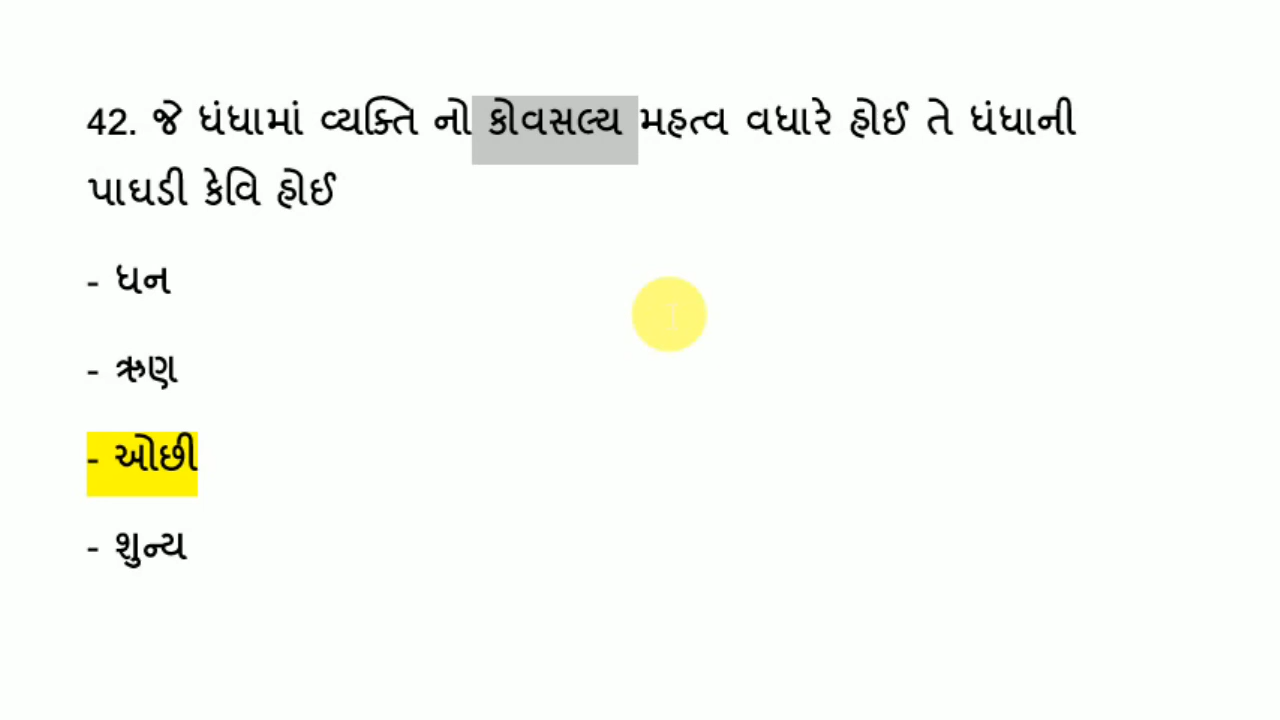 42. જે ધંધામાં વ્યક્તિ નો કોવસલ્ય મહત્વ વધારે હોઈ તે ધંધાની
પાઘડી કેવિ હોઈ
- ધન
- ઋણ
- ઓછી
- શુન્ય